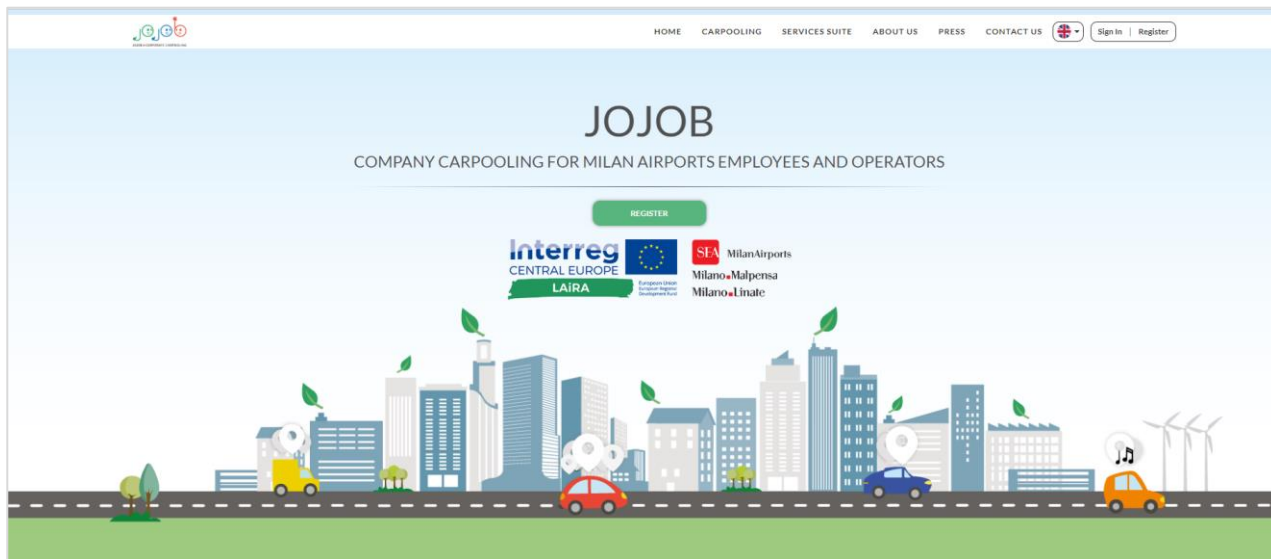 jojob
HOME CARPOOLING SERVICES SUITE ABOUT US PRESS CONTACT US Sign In | Register
JOJOB
COMPANY CARPOOLING FOR MILAN AIRPORTS EMPLOYEES AND OPERATORS
REGISTER
Interreg
CENTRAL EUROPE
LAiRA
European Union
European Regional
Development Fund
SEA MilanAirports
Milano Malpensa
Milano Linate